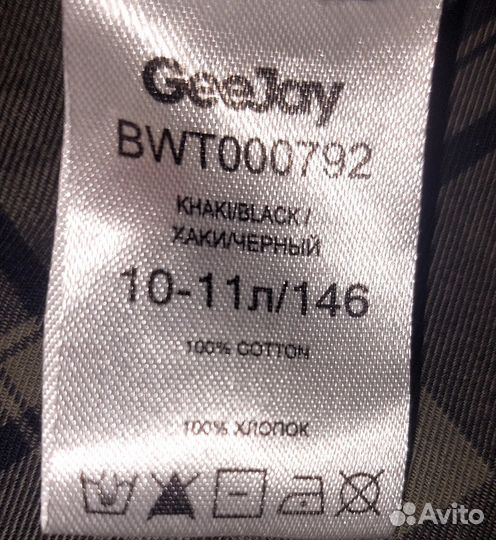 GeeJay
BWT000792
KHAKI/BLACK /
ХАКИ/ЧЕРНЫЙ
10-11л/146
100% COTTON
100% ХЛОПОК
Avito